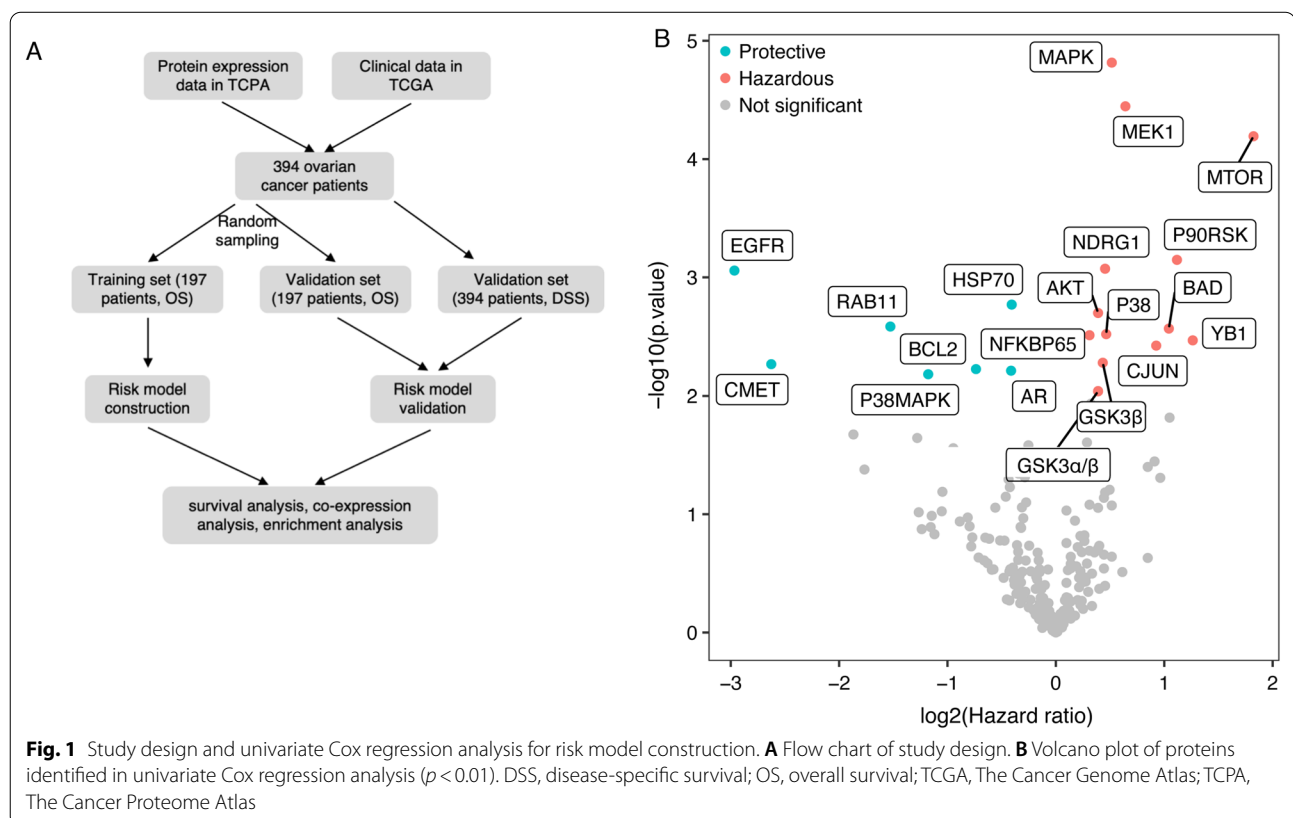 A
Protein expression
data in TCPA
Clinical data in
TCGA
394 ovarian
cancer patients
Random
sampling
Training set (197
patients, OS)
Validation set
(197 patients, OS)
Validation set
(394 patients, DSS)
Risk model
construction
Risk model
validation
survival analysis, co-expression
analysis, enrichment analysis
B
Protective
Hazardous
Not significant
MAPK
MEK1
MTOR
EGFR
NDRG1
P90RSK
HSP70
AKT
P38
BAD
RAB11
YB1
BCL2
NFKBP65
CJUN
CMET
P38MAPK
AR
GSK3β
GSK3α/β
5
4
3
2
1
0
−log10(p.value)
−3
−2
−1
0
1
2
log2(Hazard ratio)
Fig. 1 Study design and univariate Cox regression analysis for risk model construction. A Flow chart of study design. B Volcano plot of proteins
identified in univariate Cox regression analysis (p < 0.01). DSS, disease-specific survival; OS, overall survival; TCGA, The Cancer Genome Atlas; TCPA,
The Cancer Proteome Atlas